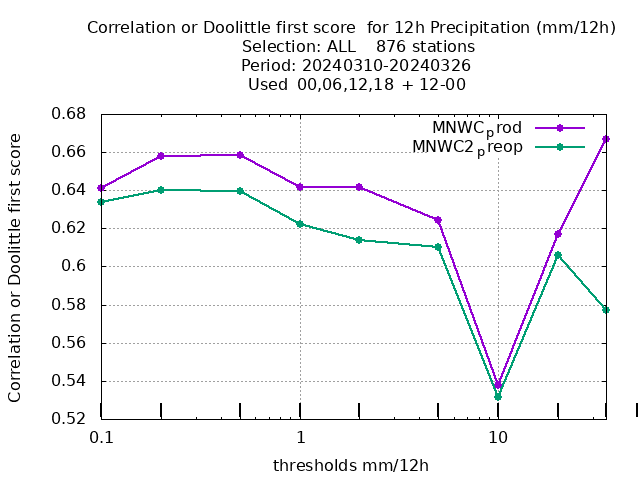 Correlation or Doolittle first score  for 12h Precipitation (mm/12h)
Selection: ALL    876 stations
Period: 20240310-20240326
Used  00,06,12,18  + 12-00
MNWCprod
MNWC2preop
Correlation or Doolittle first score
0.68
0.66
0.64
0.62
0.6
0.58
0.56
0.54
0.52
0.1
1
10
thresholds mm/12h